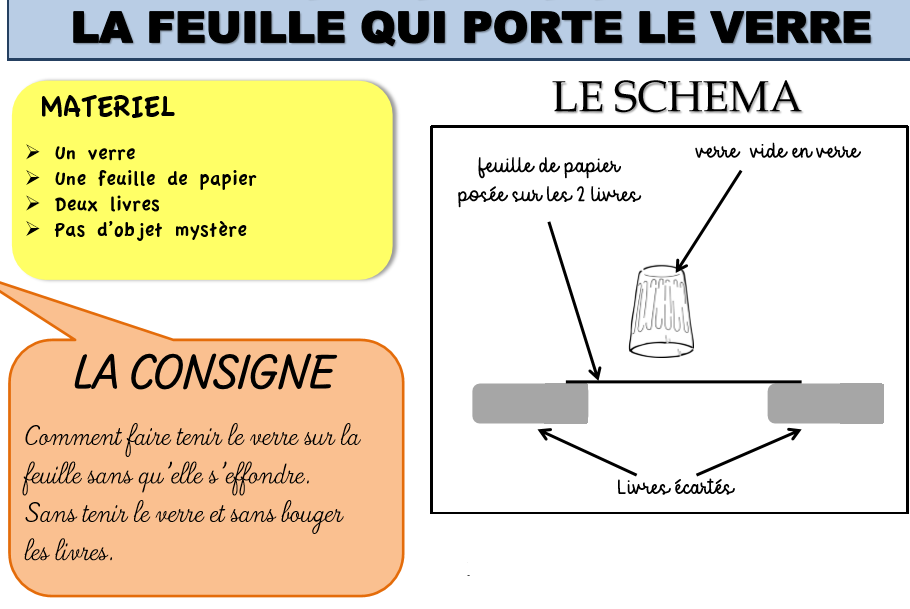 LA FEUILLE QUI PORTE LE VERRE
MATERIEL
➢ Un verre
➢ Une feuille de papier
➢ Deux livres
➢ Pas d'objet mystère
LA CONSIGNE
Comment faire tenir le verre sur la
feuille sans qu'elle s'effondre.
Sans tenir le verre et sans bouger
les livres.
LE SCHEMA
feuille de papier
posée sur les 2 livres
verre vide en verre
Livres écartés